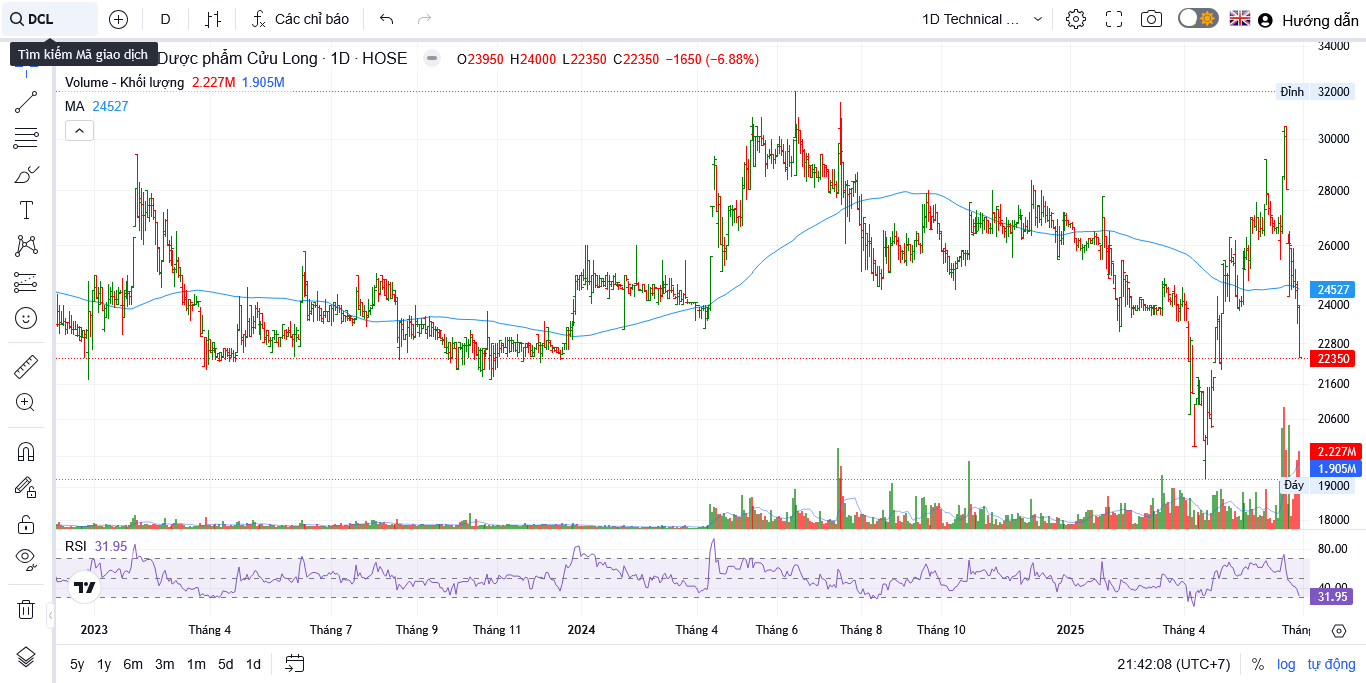 DCL D Các chỉ báo 1D Technical ... Hướng dẫn
Tìm kiếm Mã giao dịch
Dược phẩm Cửu Long · 1D · HOSE O23950 H24000 L22350 C22350 −1650 (−6.88%)
Volume - Khối lượng 2.227M 1.905M
MA 24527
34000
Đỉnh 32000
30000
28000
26000
24527
24000
22800
22350
21600
20600
2.227M
1.905M
Đáy 19000
18000
RSI 31.95
80.00
40.00
31.95
2023 Tháng 4 Tháng 7 Tháng 9 Tháng 11 2024 Tháng 4 Tháng 6 Tháng 8 Tháng 10 2025 Tháng 4 Thán
5y 1y 6m 3m 1m 5d 1d 21:42:08 (UTC+7) % log tự động